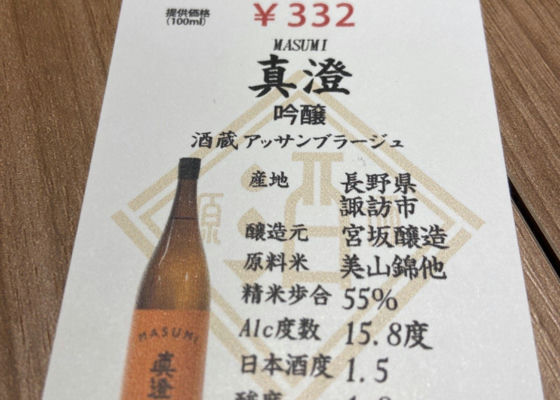 提供価格
(100ml)
￥332
MASUMI
真澄
吟醸
酒蔵アッサンブラージュ
産地 長野県
諏訪市
醸造元 宮坂醸造
原料米 美山錦他
精米歩合 55%
Alc度数 15.8度
日本酒度 1.5
酸度
MASUMI
真澄